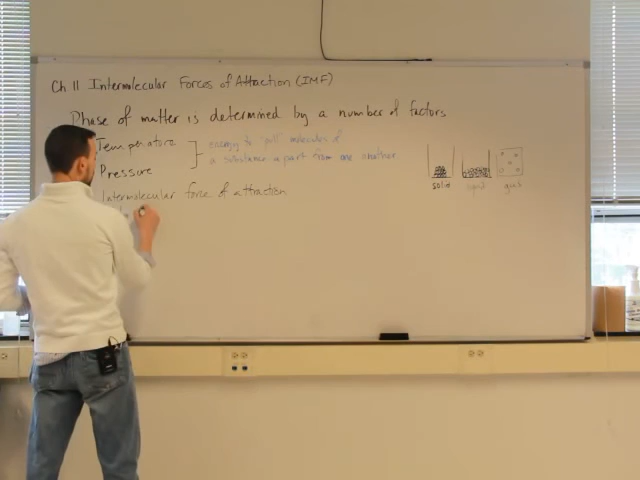 Ch 11 Intermolecular Forces of Attraction (IMF)
Phase of matter is determined by a number of factors
Temperature
energy to "pull" molecules of
a substance apart from one another.
Pressure
Intermolecular force of attraction
solid liquid gas